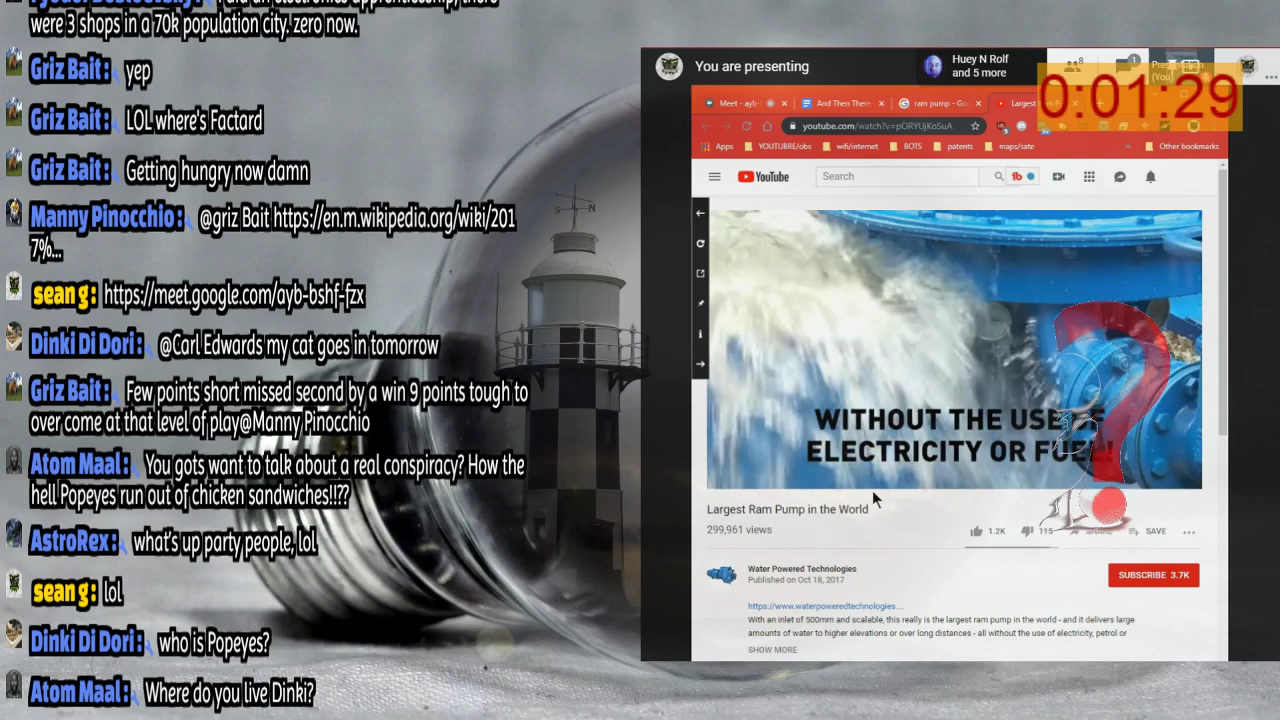 were 3 shops in a 70k population city. zero now.
Griz Bait: yep
Griz Bait: LOL where's Factard
Griz Bait: Getting hungry now damn
Manny Pinocchio: @griz Bait https://en.m.wikipedia.org/wiki/201
7%...
sean g: https://meet.google.com/ayb-bshf-fzx
Dinki Di Dori: @Carl Edwards my cat goes in tomorrow
Griz Bait: Few points short missed second by a win 9 points tough to
over come at that level of play@Manny Pinocchio
Atom Maal: You gots want to talk about a real conspiracy? How the
hell Popeyes run out of chicken sandwiches!!??
AstroRex: what's up party people, lol
sean g: lol
Dinki Di Dori: who is Popeyes?
Atom Maal: Where do you live Dinki?
S N
You are presenting
Huey N Rolf
and 5 more
8
1
0:01:29
Meet - ayb-
And Then There
ram pump - Go
Largest
youtube.com/watch?v=pORYUjKoSuA
Apps YOUTUBRE/obs wifi/internet BOTS patents maps/sate
Other bookmarks
YouTube
Search
WITHOUT THE USE
ELECTRICITY OR FUEL!
Largest Ram Pump in the World
299,961 views
1.2K 115 SHARE SAVE
Water Powered Technologies
Published on Oct 18, 2017
SUBSCRIBE 3.7K
https://www.waterpoweredtechnologies....
With an inlet of 500mm and scalable, this really is the largest ram pump in the world - and it delivers large
amounts of water to higher elevations or over long distances - all without the use of electricity, petrol or
SHOW MORE